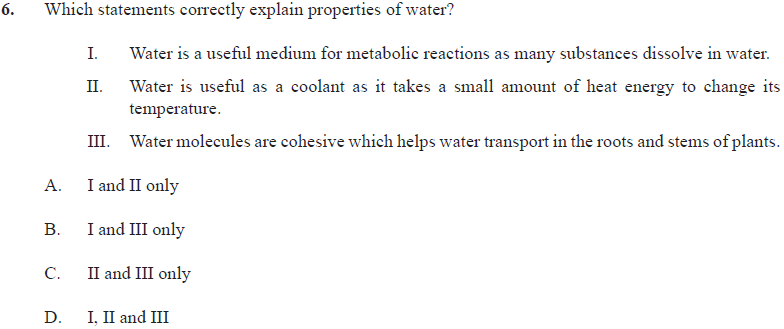 6. Which statements correctly explain properties of water?
I. Water is a useful medium for metabolic reactions as many substances dissolve in water.
II. Water is useful as a coolant as it takes a small amount of heat energy to change its
temperature.
III. Water molecules are cohesive which helps water transport in the roots and stems of plants.
A. I and II only
B. I and III only
C. II and III only
D. I, II and III